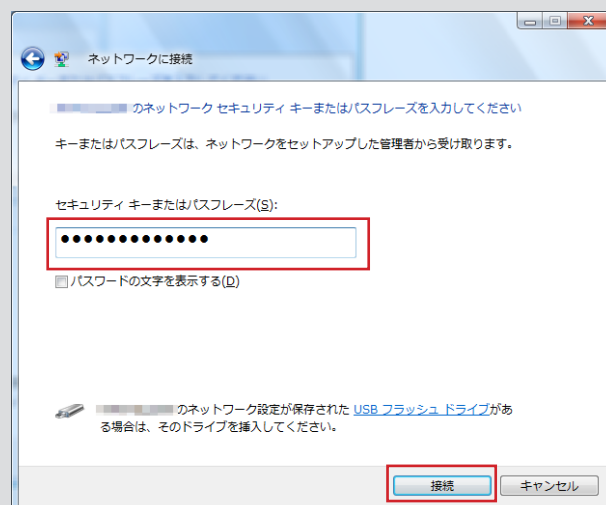 ネットワークに接続
のネットワーク セキュリティ キーまたはパスフレーズを入力してください
キーまたはパスフレーズは、ネットワークをセットアップした管理者から受け取ります。
セキュリティ キーまたはパスフレーズ(S):
●●●●●●●●●●●●●
パスワードの文字を表示する(D)
のネットワーク設定が保存された USB フラッシュ ドライブがあ
る場合は、そのドライブを挿入してください。
接続 キャンセル